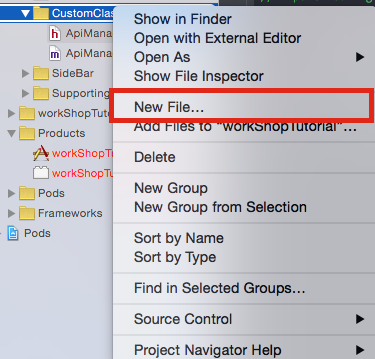 CustomClas
h ApiMana
m ApiMana
SideBar
Supporting
workShopTuto
Products
workShopTu
workShopTu
Pods
Frameworks
Pods
Show in Finder
Open with External Editor
Open As
Show File Inspector
New File...
Add Files to "workShopTutorial"...
Delete
New Group
New Group from Selection
Sort by Name
Sort by Type
Find in Selected Groups...
Source Control
Project Navigator Help